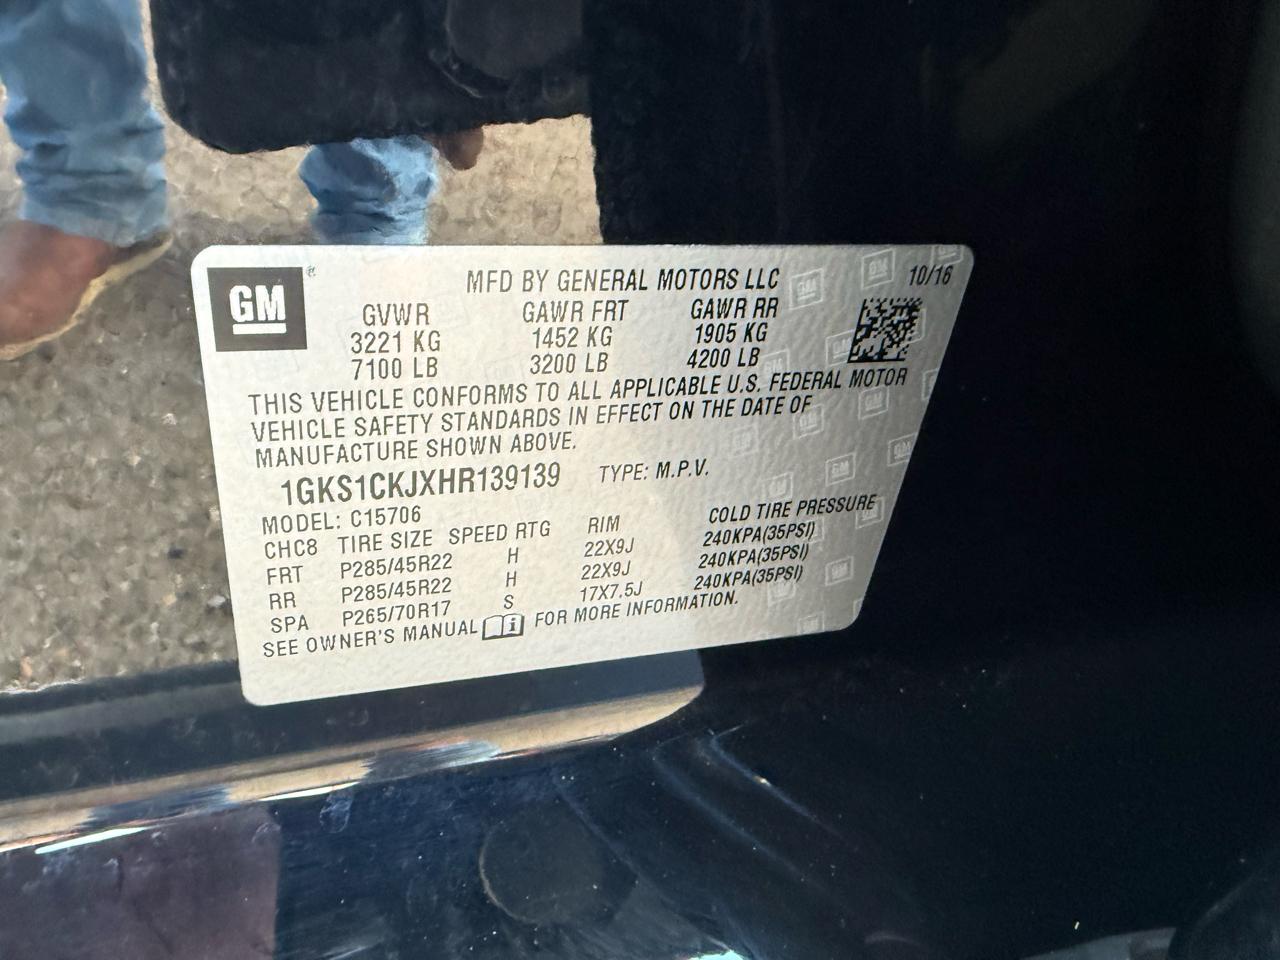 GM ®
MFD BY GENERAL MOTORS LLC 10/16
GVWR GAWR FRT GAWR RR
3221 KG 1452 KG 1905 KG
7100 LB 3200 LB 4200 LB
THIS VEHICLE CONFORMS TO ALL APPLICABLE U.S. FEDERAL MOTOR
VEHICLE SAFETY STANDARDS IN EFFECT ON THE DATE OF
MANUFACTURE SHOWN ABOVE.
1GKS1CKJXHR139139 TYPE: M.P.V.
MODEL: C15706
CHC8 TIRE SIZE SPEED RTG RIM COLD TIRE PRESSURE
FRT P285/45R22 H 22X9J 240KPA(35PSI)
RR P285/45R22 H 22X9J 240KPA(35PSI)
SPA P265/70R17 S 17X7.5J 240KPA(35PSI)
SEE OWNER'S MANUAL FOR MORE INFORMATION.